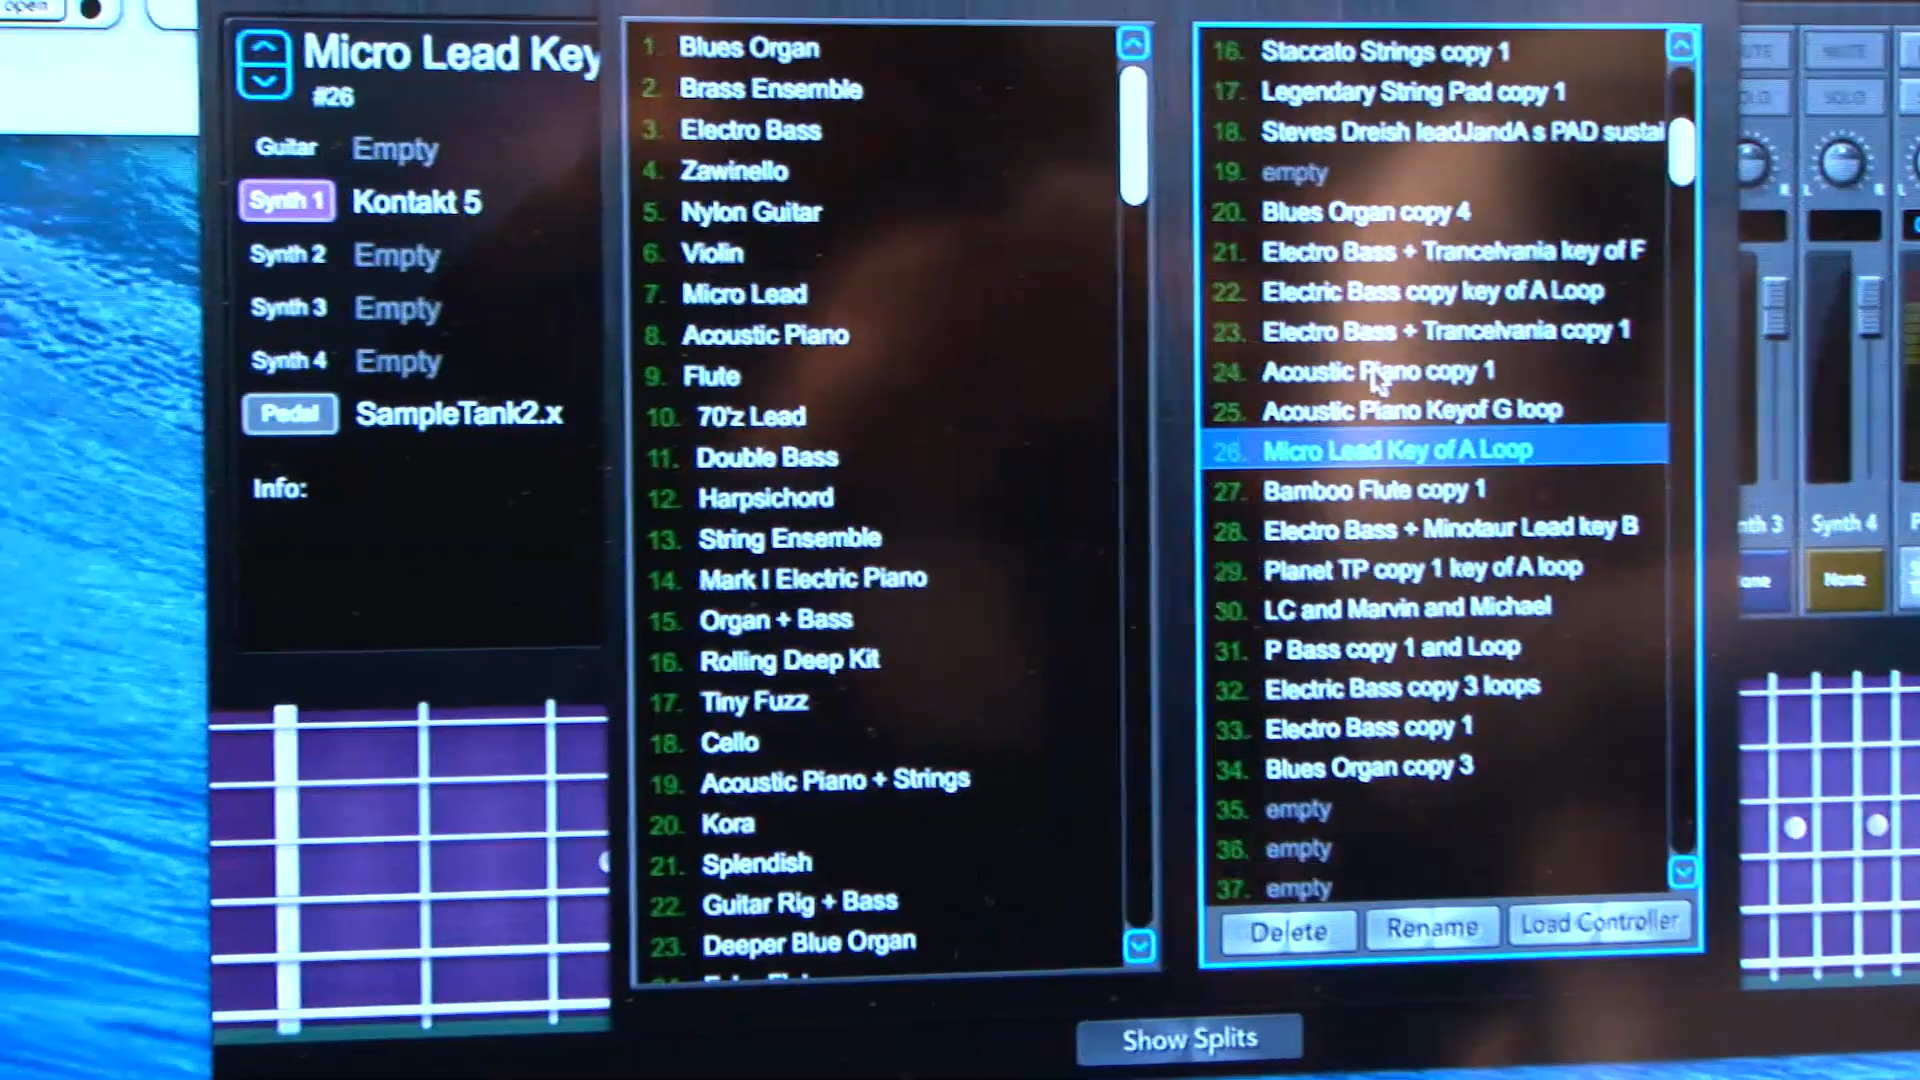 open
Micro Lead Key
#26
Guitar Empty
Synth 1 Kontakt 5
Synth 2 Empty
Synth 3 Empty
Synth 4 Empty
Pedal SampleTank2.x
Info:
1. Blues Organ
2. Brass Ensemble
3. Electro Bass
4. Zawinello
5. Nylon Guitar
6. Violin
7. Micro Lead
8. Acoustic Piano
9. Flute
10. 70'z Lead
11. Double Bass
12. Harpsichord
13. String Ensemble
14. Mark I Electric Piano
15. Organ + Bass
16. Rolling Deep Kit
17. Tiny Fuzz
18. Cello
19. Acoustic Piano + Strings
20. Kora
21. Splendish
22. Guitar Rig + Bass
23. Deeper Blue Organ
16. Staccato Strings copy 1
17. Legendary String Pad copy 1
18. Steves Dreish leadJandA s PAD sustai
19. empty
20. Blues Organ copy 4
21. Electro Bass + Trancelvania key of F
22. Electric Bass copy key of A Loop
23. Electro Bass + Trancelvania copy 1
24. Acoustic Piano copy 1
25. Acoustic Piano Keyof G loop
26. Micro Lead Key of A Loop
27. Bamboo Flute copy 1
28. Electro Bass + Minotaur Lead key B
29. Planet TP copy 1 key of A loop
30. LC and Marvin and Michael
31. P Bass copy 1 and Loop
32. Electric Bass copy 3 loops
33. Electro Bass copy 1
34. Blues Organ copy 3
35. empty
36. empty
37. empty
Delete Rename Load Controller
Show Splits
MUTE
SOLO
L R L
nth 3 Synth 4
None